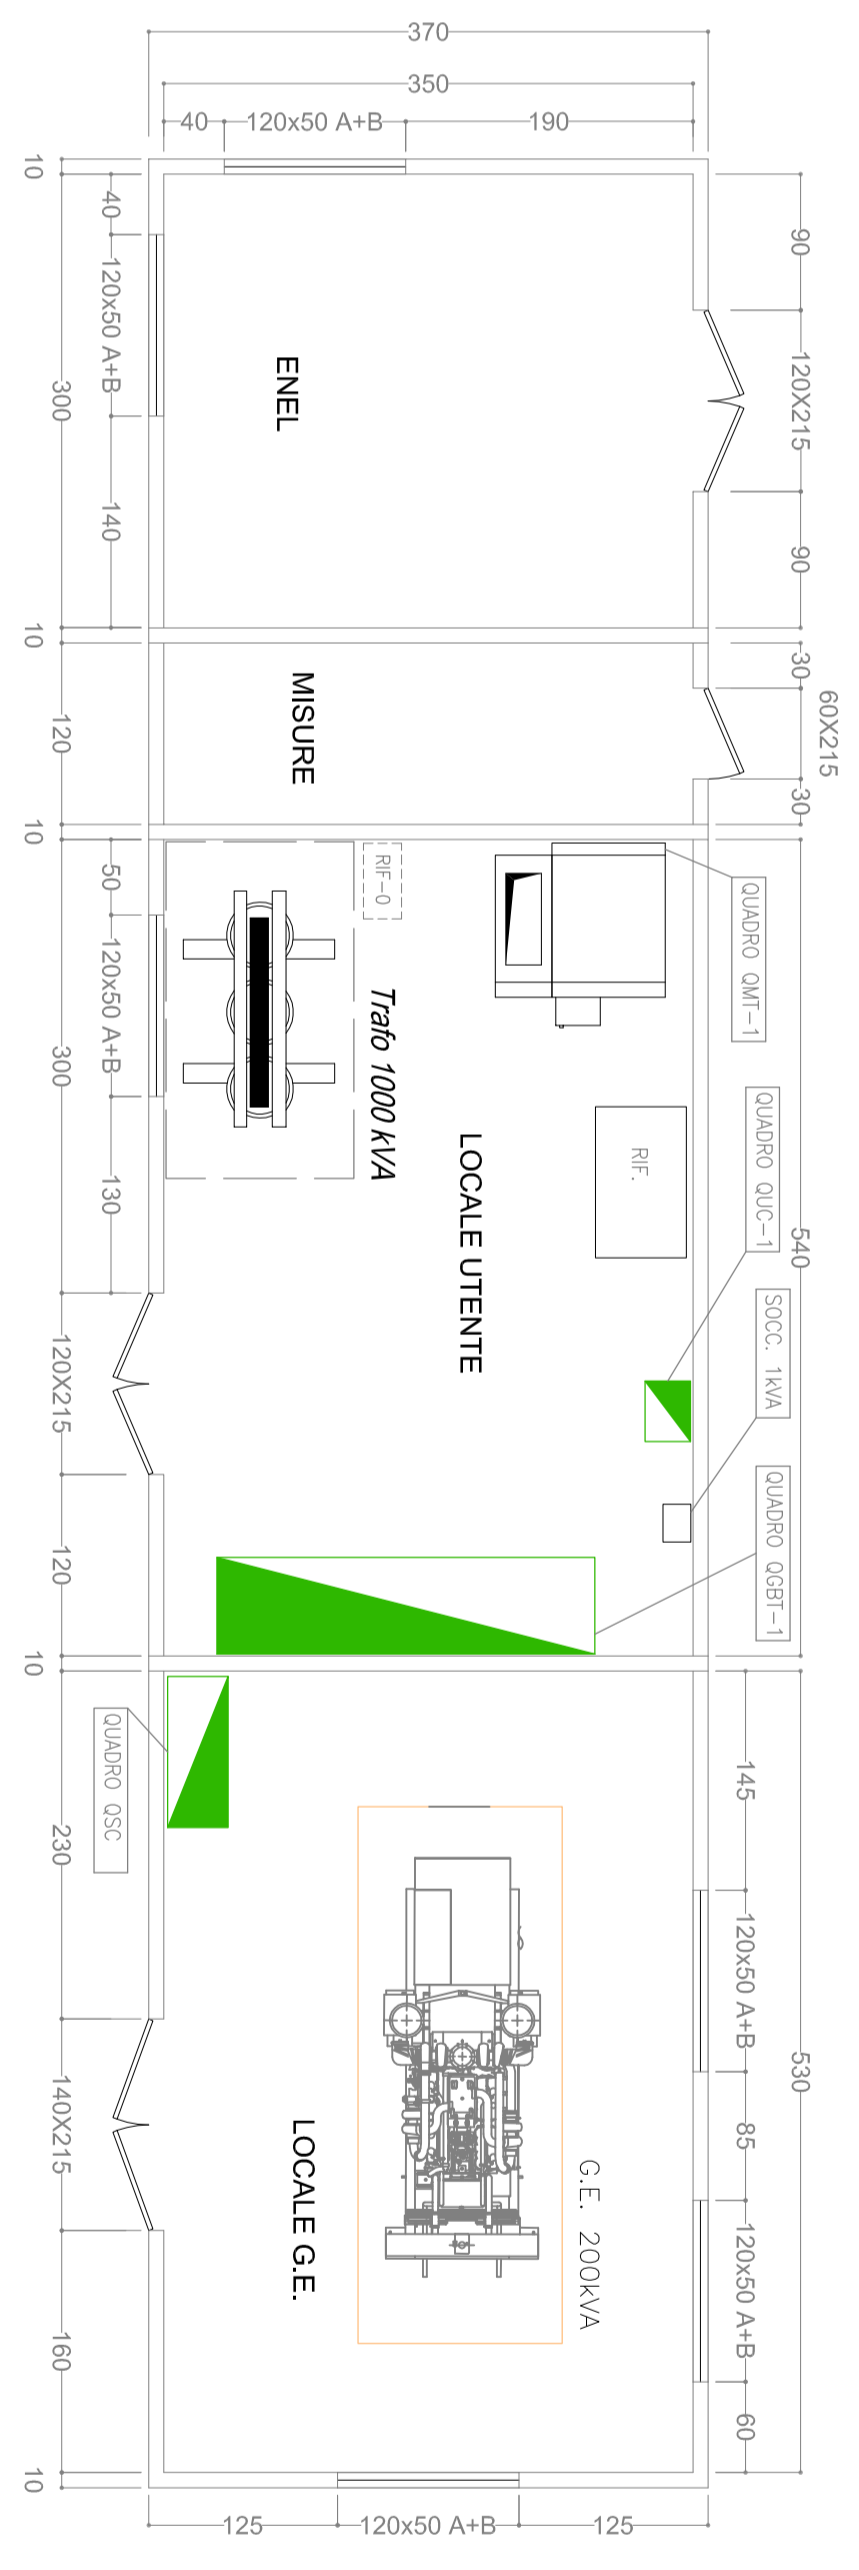 370
350
40
120x50 A+B
190
10
40
120x50 A+B
300
140
90
120X215
90
ENEL
10
30
60X215
120
30
MISURE
10
50
120x50 A+B
300
130
RIF-0
Trafo 1000 kVA
QUADRO QMT-1
RIF.
QUADRO QUC-1
540
LOCALE UTENTE
SOCC. 1kVA
120X215
QUADRO QGBT-1
120
10
QUADRO QSC
145
230
120x50 A+B
530
140X215
85
LOCALE G.E.
G.E. 200kVA
120x50 A+B
160
60
10
125
120x50 A+B
125